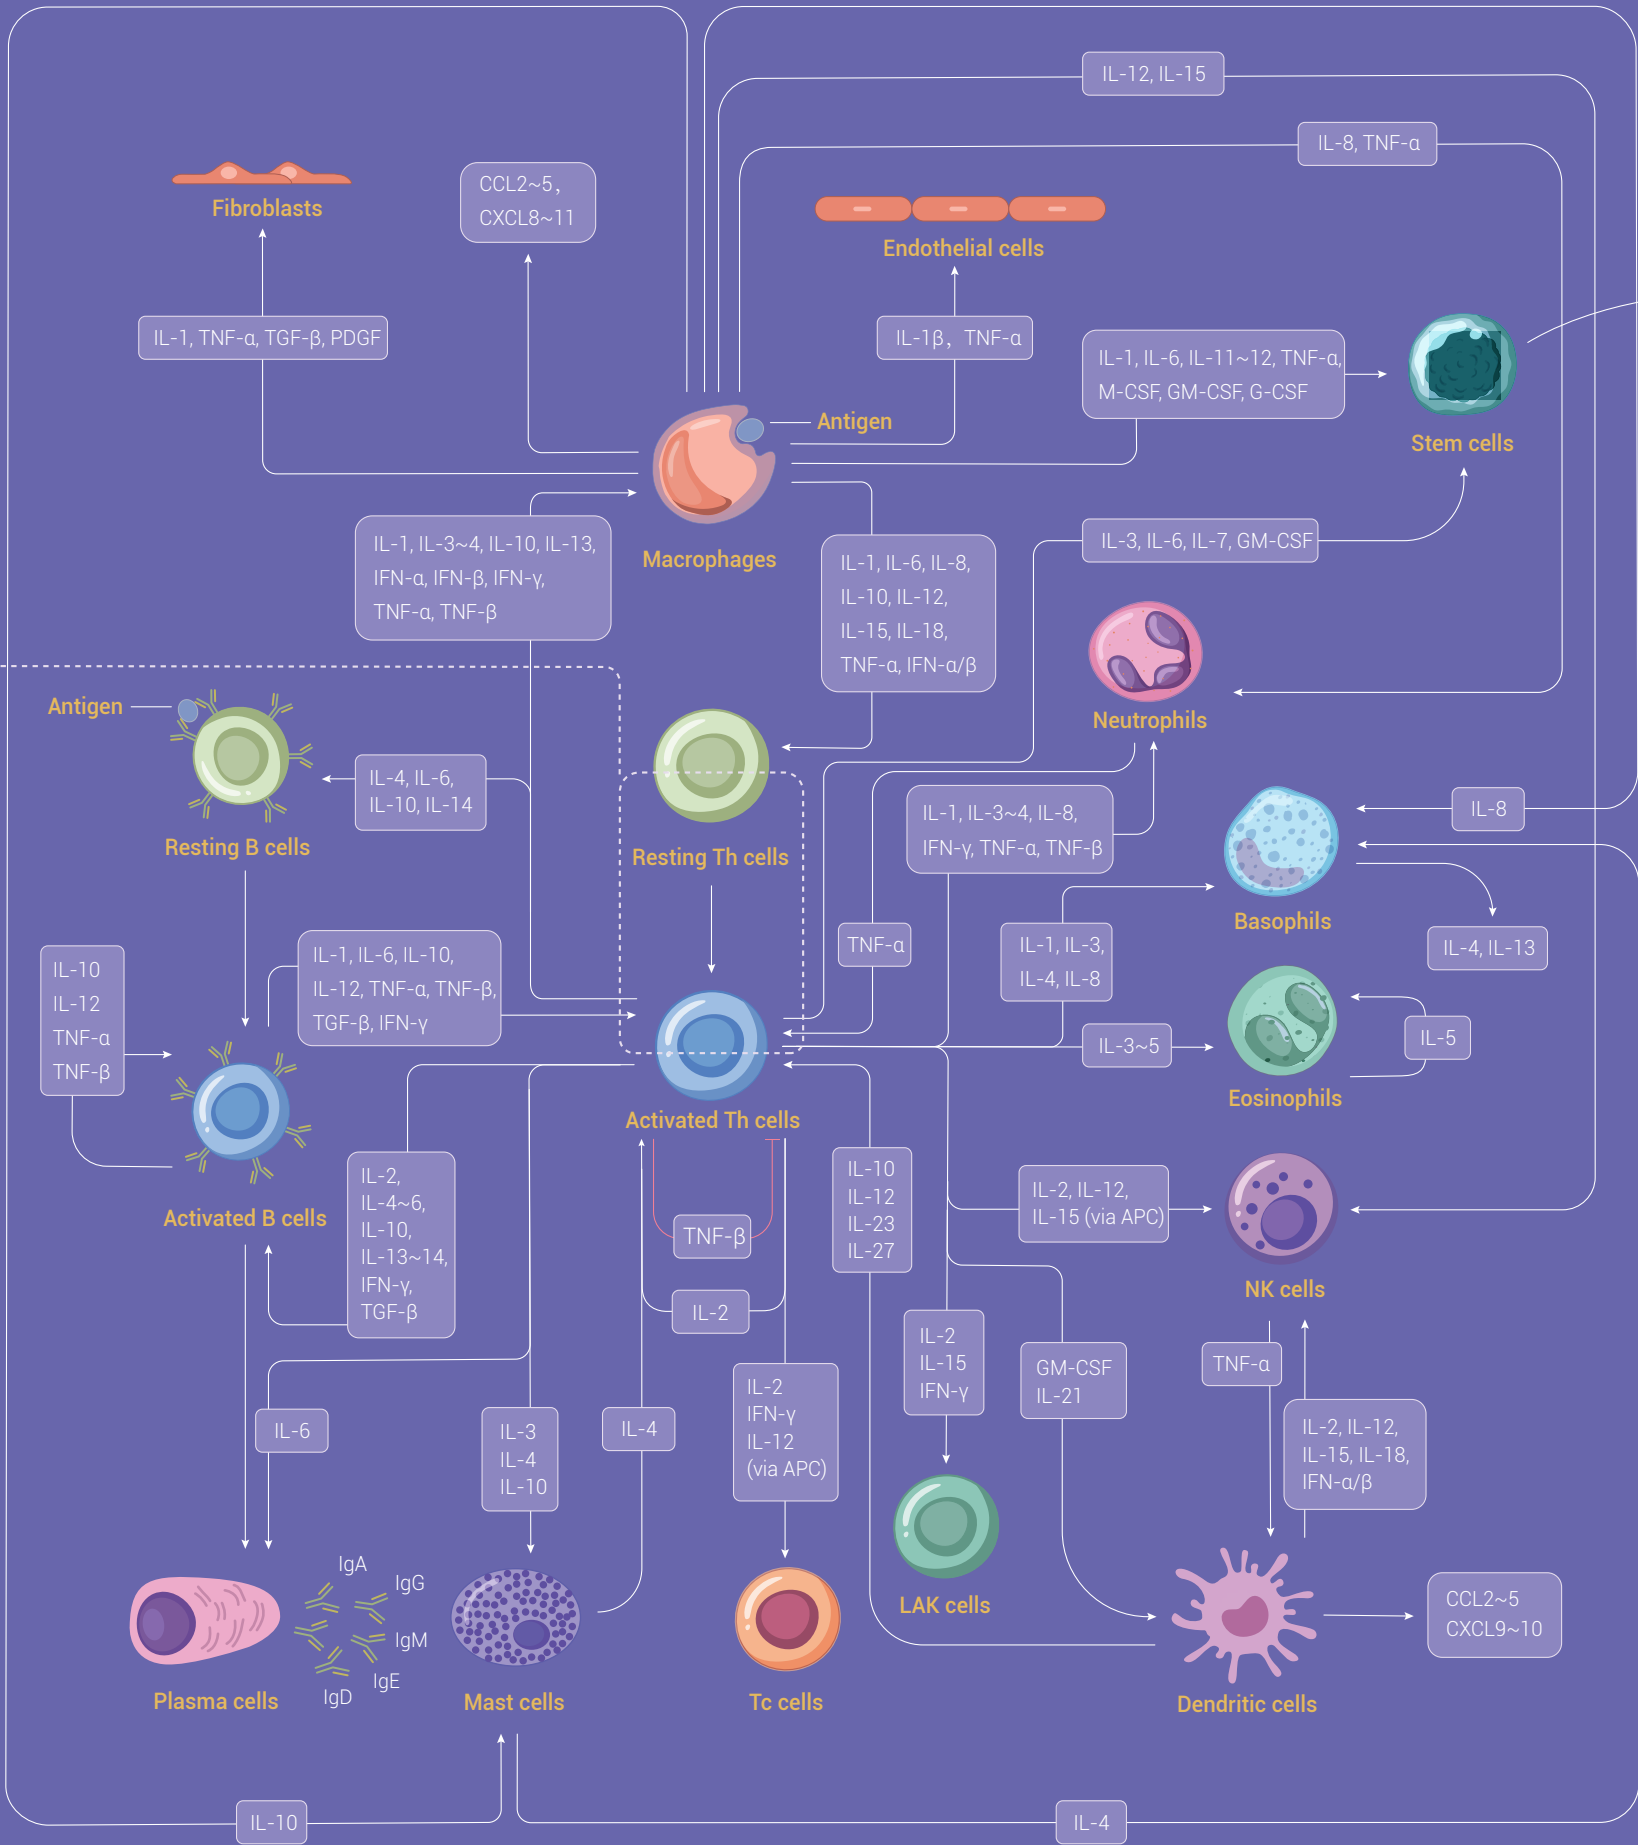 IL-12, IL-15
IL-8, TNF-α
Fibroblasts
CCL2~5,
CXCL8~11
Endothelial cells
IL-1, TNF-α, TGF-β, PDGF
IL-1β, TNF-α
IL-1, IL-6, IL-11~12, TNF-α,
M-CSF, GM-CSF, G-CSF
Antigen
Stem cells
IL-1, IL-3~4, IL-10, IL-13,
IFN-α, IFN-β, IFN-γ,
TNF-α, TNF-β
Macrophages
IL-1, IL-6, IL-8,
IL-10, IL-12,
IL-15, IL-18,
TNF-α, IFN-α/β
IL-3, IL-6, IL-7, GM-CSF
Neutrophils
Antigen
IL-4, IL-6,
IL-10, IL-14
Resting B cells
Resting Th cells
IL-1, IL-3~4, IL-8,
IFN-γ, TNF-α, TNF-β
IL-8
Basophils
IL-10
IL-12
TNF-α
TNF-β
IL-1, IL-6, IL-10,
IL-12, TNF-α, TNF-β,
TGF-β, IFN-γ
TNF-α
IL-1, IL-3,
IL-4, IL-8
IL-4, IL-13
IL-3~5
IL-5
Eosinophils
Activated Th cells
IL-2,
IL-4~6,
IL-10,
IL-13~14,
IFN-γ,
TGF-β
Activated B cells
TNF-β
IL-2
IL-10
IL-12
IL-23
IL-27
IL-2, IL-12,
IL-15 (via APC)
NK cells
IL-6
IL-3
IL-4
IL-10
IL-4
IL-2
IFN-γ
IL-12
(via APC)
IL-2
IL-15
IFN-γ
GM-CSF
IL-21
TNF-α
IL-2, IL-12,
IL-15, IL-18,
IFN-α/β
IgA
IgG
IgM
IgE
IgD
LAK cells
CCL2~5
CXCL9~10
Plasma cells
Mast cells
Tc cells
Dendritic cells
IL-10
IL-4